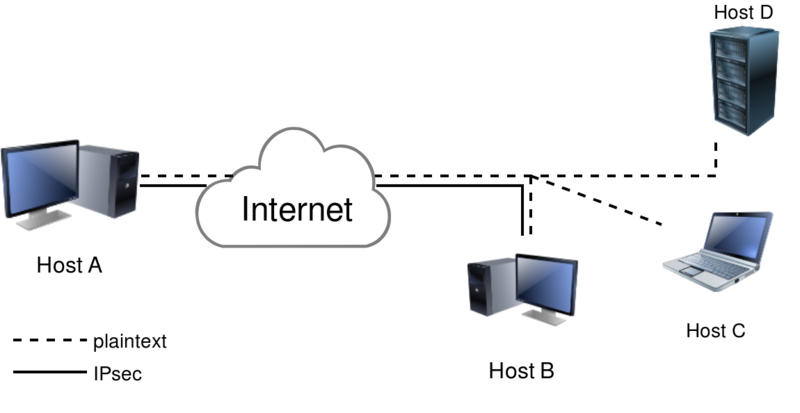 Host D
Internet
Host A
Host C
plaintext
Host B
IPsec